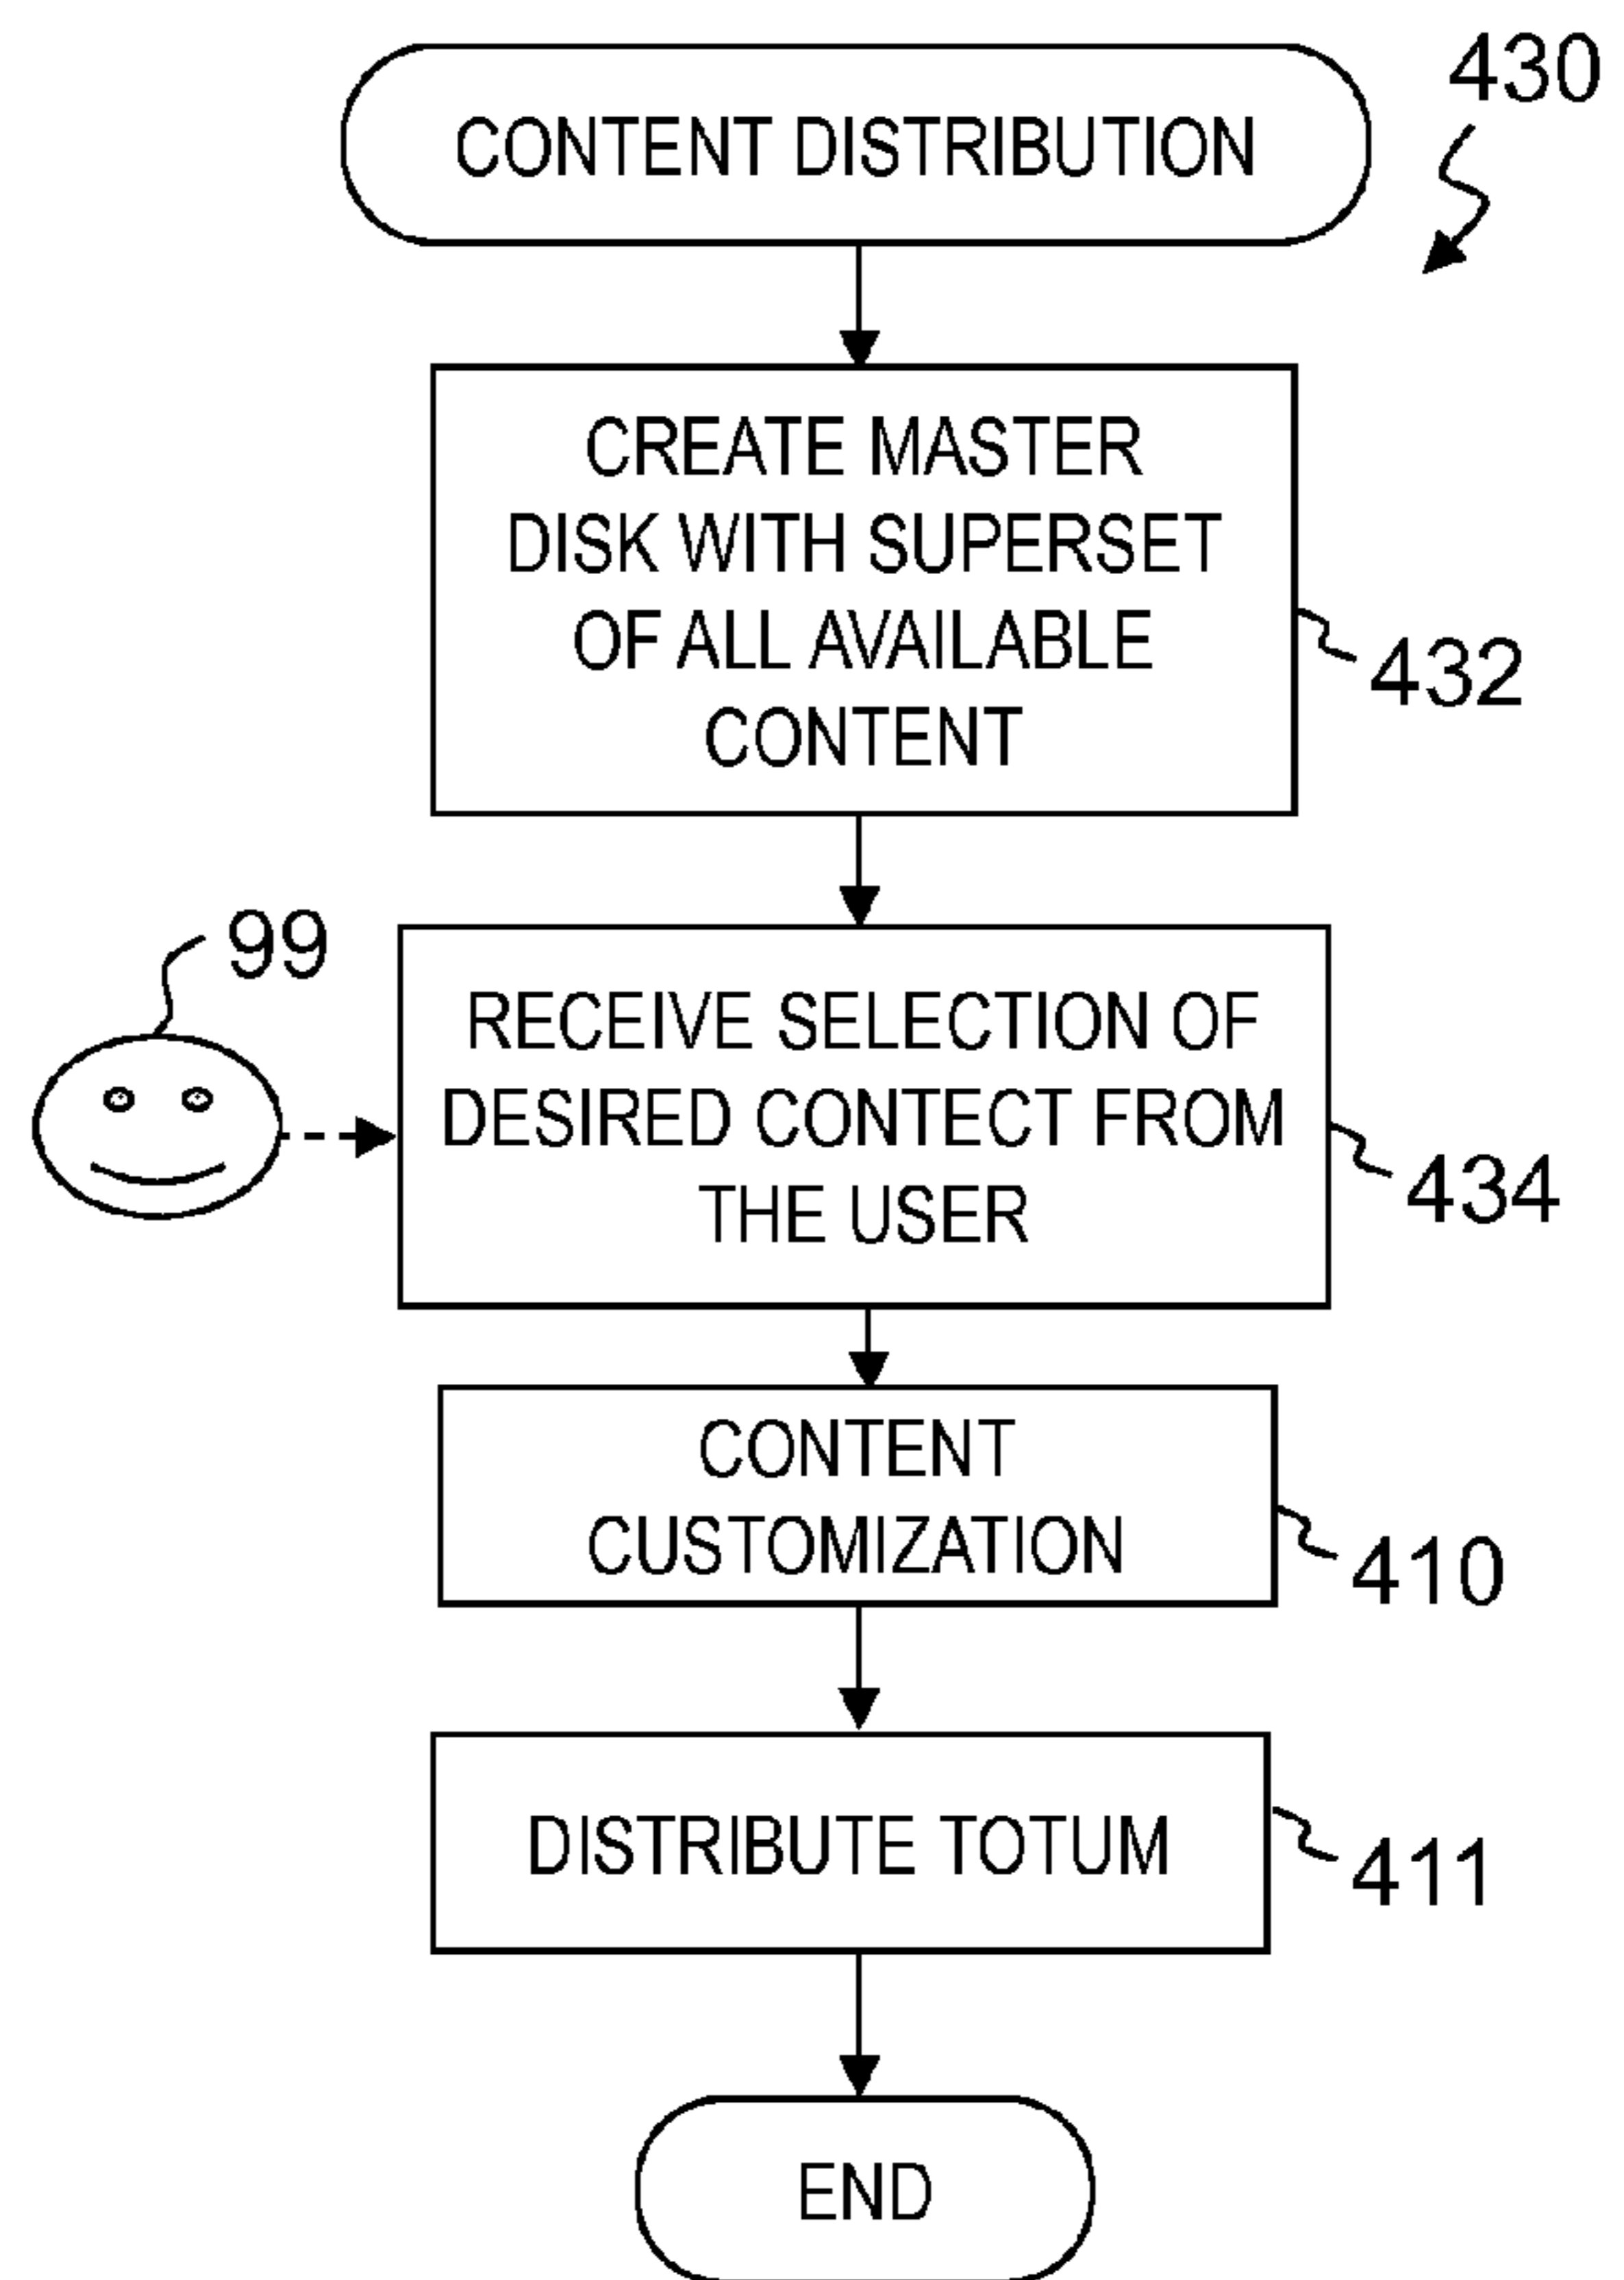 CONTENT DISTRIBUTION
430
CREATE MASTER
DISK WITH SUPERSET
OF ALL AVAILABLE
CONTENT
432
99
RECEIVE SELECTION OF
DESIRED CONTECT FROM
THE USER
434
CONTENT
CUSTOMIZATION
410
DISTRIBUTE TOTUM
411
END